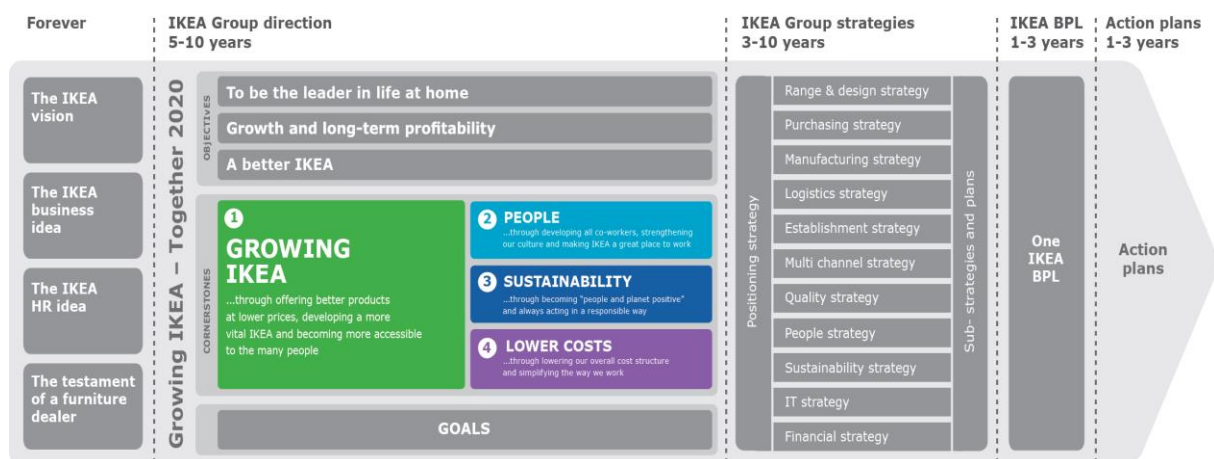 Forever
The IKEA
vision
The IKEA
business
idea
The IKEA
HR idea
The testament
of a furniture
dealer
IKEA Group direction
5-10 years
Growing IKEA – Together 2020
OBJECTIVES
To be the leader in life at home
Growth and long-term profitability
A better IKEA
CORNERSTONES
1
GROWING
IKEA
...through offering better products
at lower prices, developing a more
vital IKEA and becoming more accessible
to the many people
2 PEOPLE
...through developing all co-workers, strengthening
our culture and making IKEA a great place to work
3 SUSTAINABILITY
...through becoming “people and planet positive”
and always acting in a responsible way
4 LOWER COSTS
...through lowering our overall cost structure
and simplifying the way we work
GOALS
IKEA Group strategies
3-10 years
Positioning strategy
Range & design strategy
Purchasing strategy
Manufacturing strategy
Logistics strategy
Establishment strategy
Multi channel strategy
Quality strategy
People strategy
Sustainability strategy
IT strategy
Financial strategy
Sub- strategies and plans
IKEA BPL
1-3 years
One
IKEA
BPL
Action plans
1-3 years
Action
plans